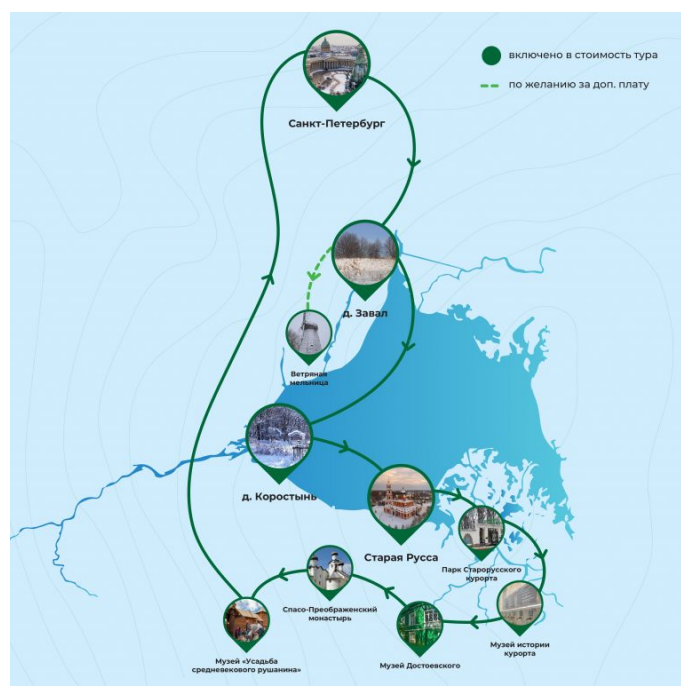 включено в стоимость тура
по желанию за доп. плату
Санкт-Петербург
д. Завал
Ветряная
мельница
д. Коростынь
Старая Русса
Парк Старорусского
курорта
Музей истории
курорта
Музей Достоевского
Спасо-Преображенский
монастырь
Музей «Усадьба
средневекового рушанина»